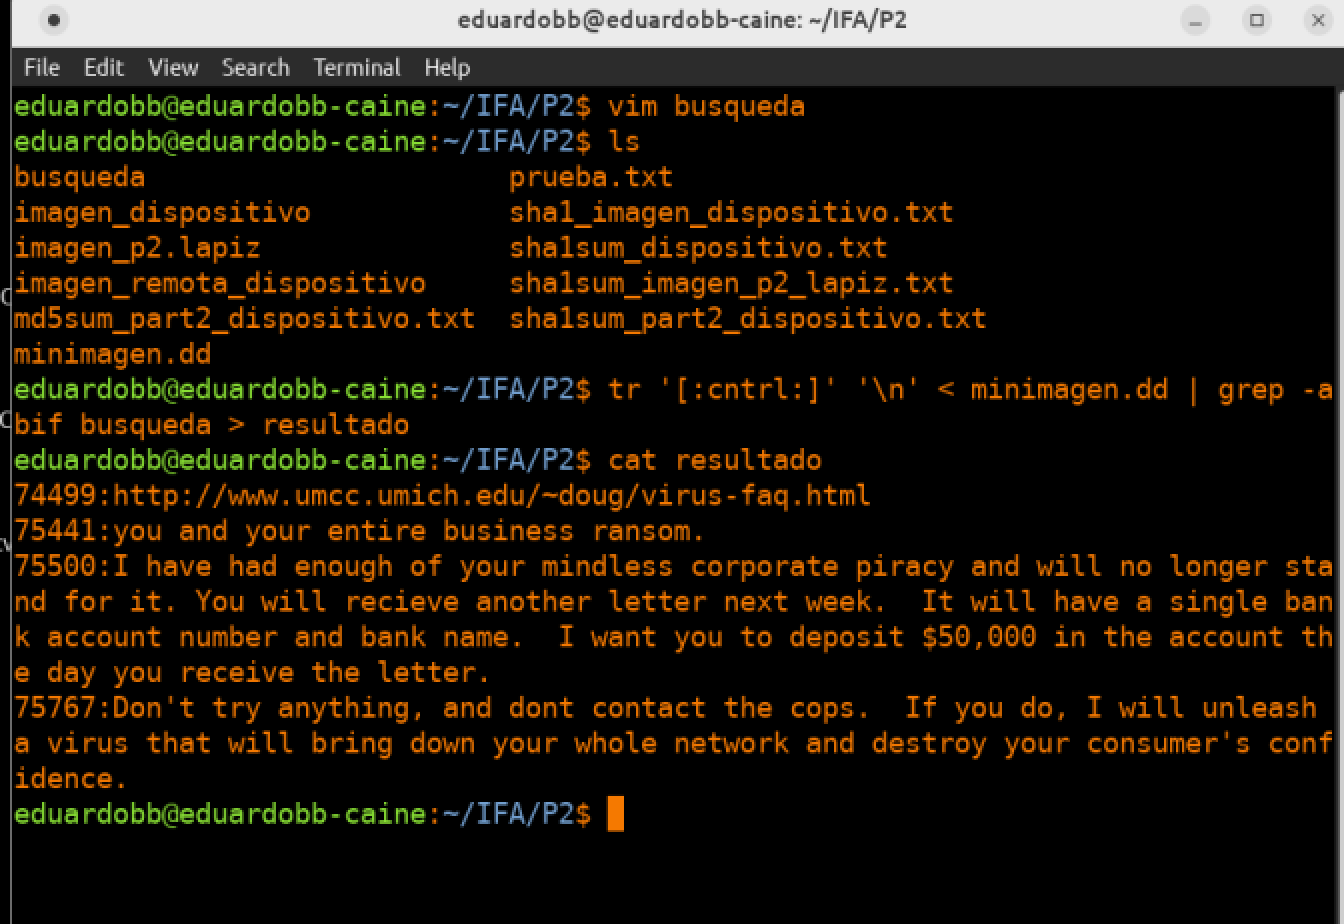 eduardobb@eduardobb-caine: ~/IFA/P2
File Edit View Search Terminal Help
eduardobb@eduardobb-caine:~/IFA/P2$ vim busqueda
eduardobb@eduardobb-caine:~/IFA/P2$ ls
busqueda prueba.txt
imagen_dispositivo sha1_imagen_dispositivo.txt
imagen_p2.lapiz sha1sum_dispositivo.txt
imagen_remota_dispositivo sha1sum_imagen_p2_lapiz.txt
md5sum_part2_dispositivo.txt sha1sum_part2_dispositivo.txt
minimagen.dd
eduardobb@eduardobb-caine:~/IFA/P2$ tr '[:cntrl:]' '\n' < minimagen.dd | grep -a
bif busqueda > resultado
eduardobb@eduardobb-caine:~/IFA/P2$ cat resultado
74499:http://www.umcc.umich.edu/~doug/virus-faq.html
75441:you and your entire business ransom.
75500:I have had enough of your mindless corporate piracy and will no longer sta
nd for it. You will recieve another letter next week.  It will have a single ban
k account number and bank name.  I want you to deposit $50,000 in the account th
e day you receive the letter.
75767:Don't try anything, and dont contact the cops.  If you do, I will unleash
a virus that will bring down your whole network and destroy your consumer's conf
idence.
eduardobb@eduardobb-caine:~/IFA/P2$